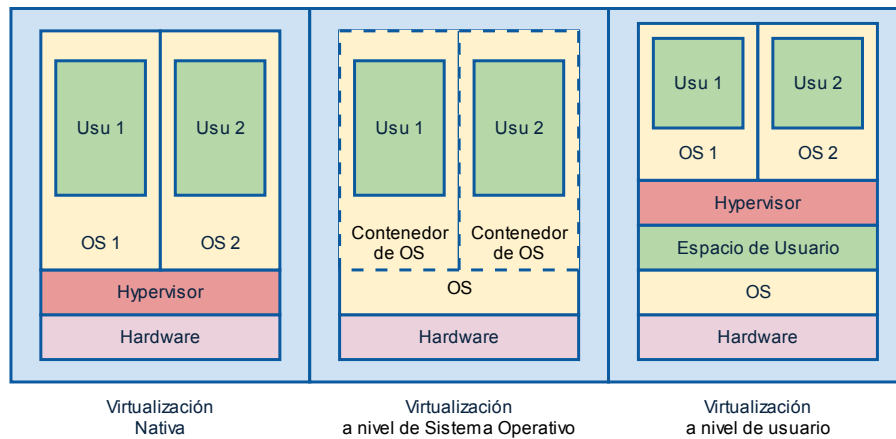 Usu 1
Usu 2
OS 1
OS 2
Hypervisor
Hardware
Usu 1
Usu 2
Contenedor
de OS
Contenedor
de OS
OS
Hardware
Usu 1
Usu 2
OS 1
OS 2
Hypervisor
Espacio de Usuario
OS
Hardware
Virtualización
Nativa
Virtualización
a nivel de Sistema Operativo
Virtualización
a nivel de usuario